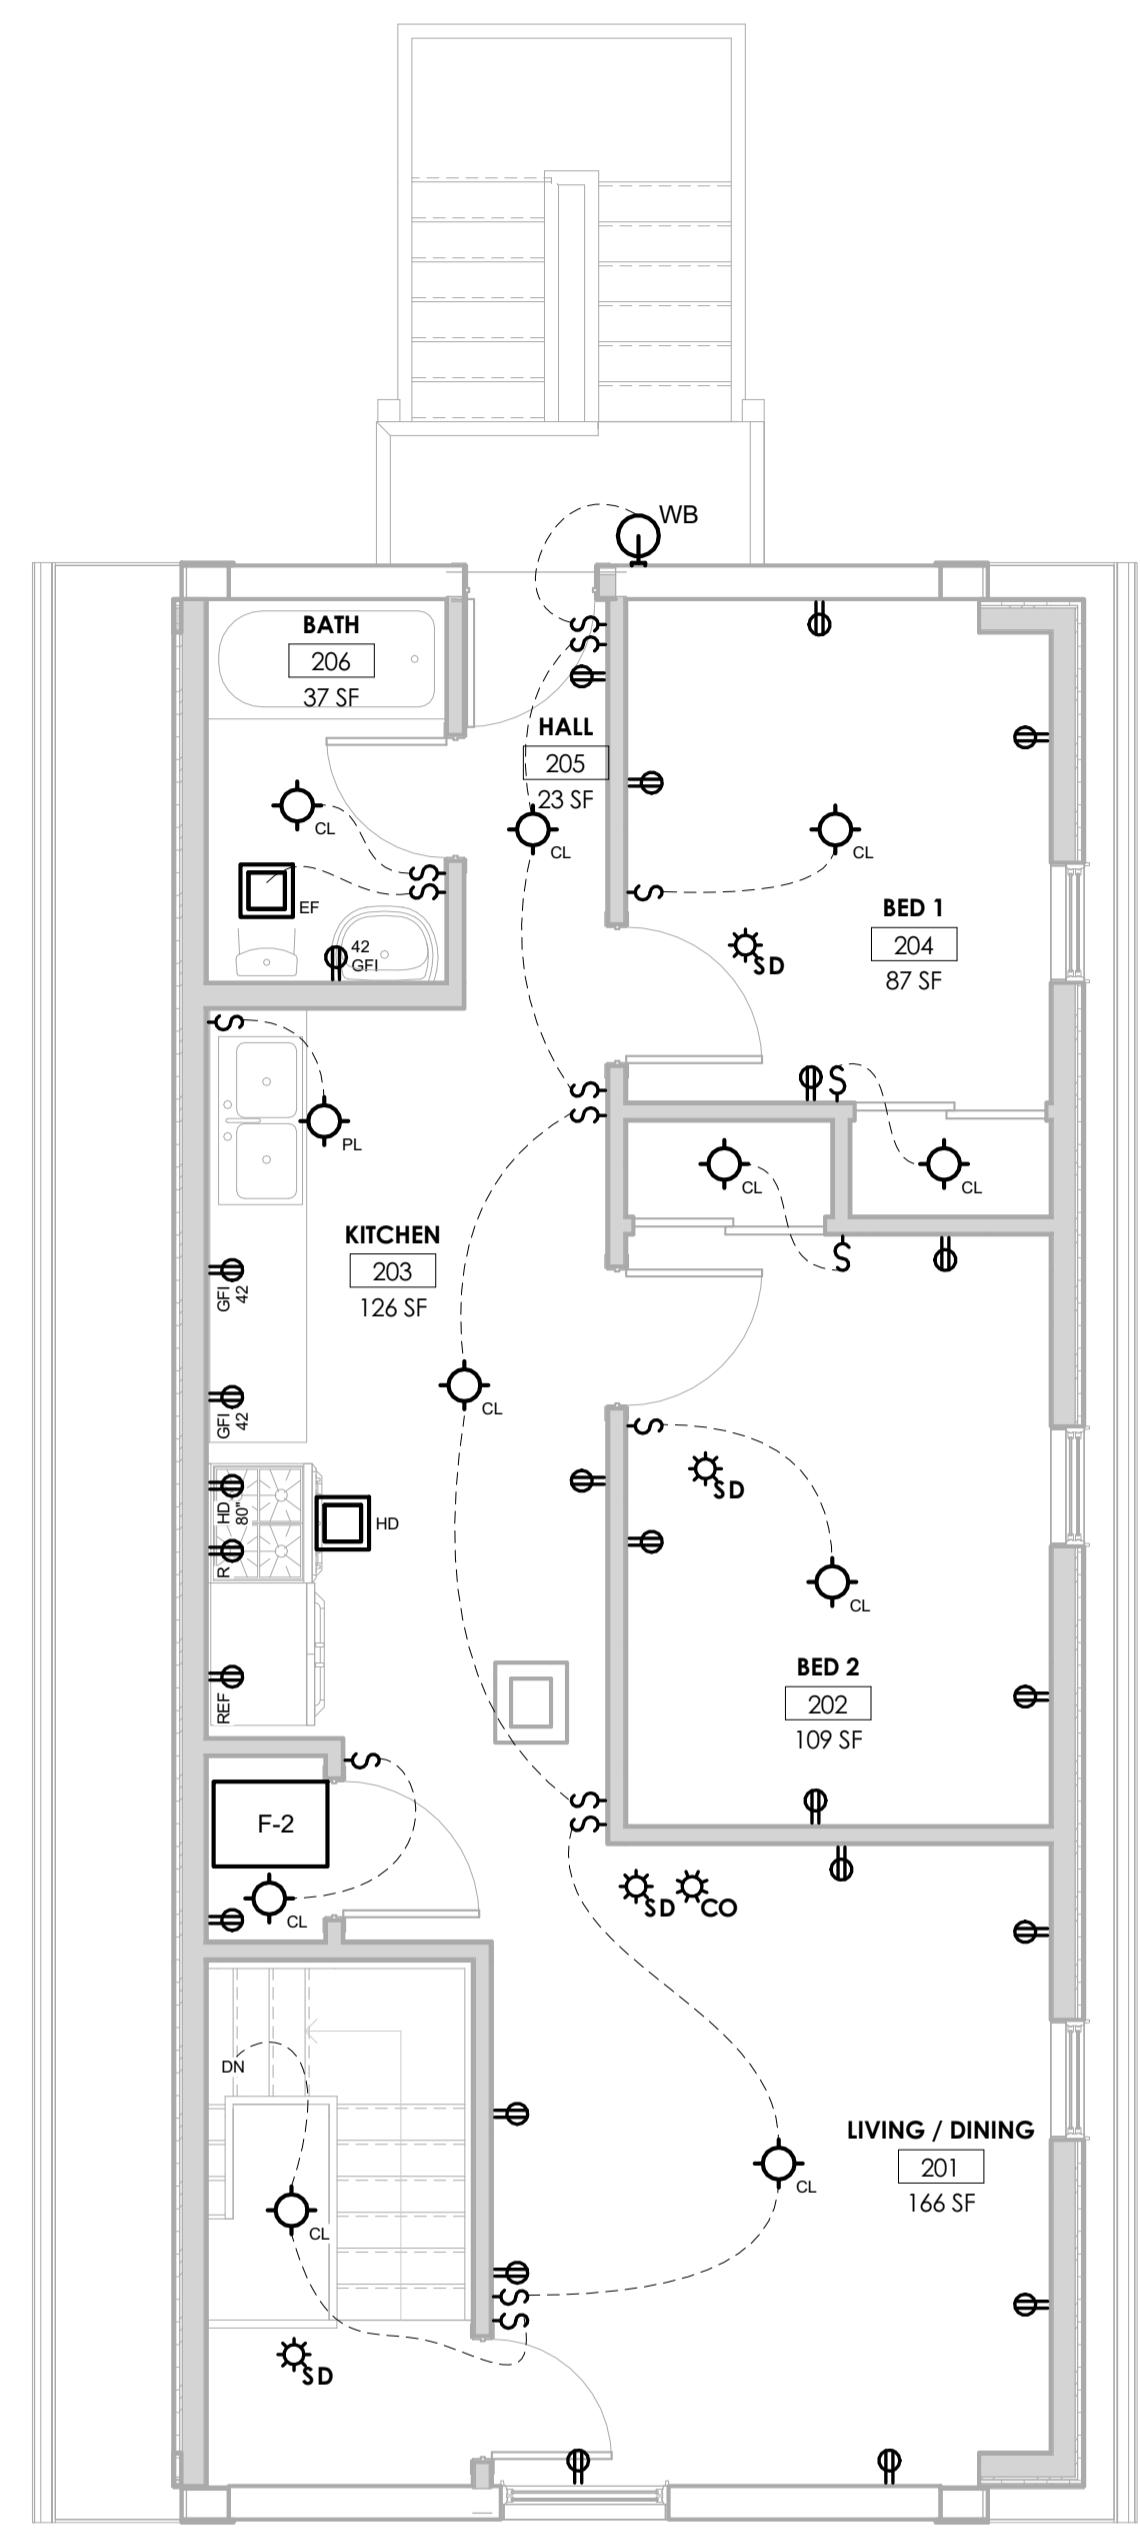 WB
BATH
206
37 SF
HALL
205
23 SF
CL
CL
CL
EF
42
GFI
BED 1
204
87 SF
SD
PL
CL
CL
KITCHEN
203
126 SF
GFI
42
GFI
42
CL
HD
80"
HD
R
SD
CL
REF
BED 2
202
109 SF
F-2
CL
SD
CO
DN
LIVING / DINING
201
166 SF
CL
CL
SD